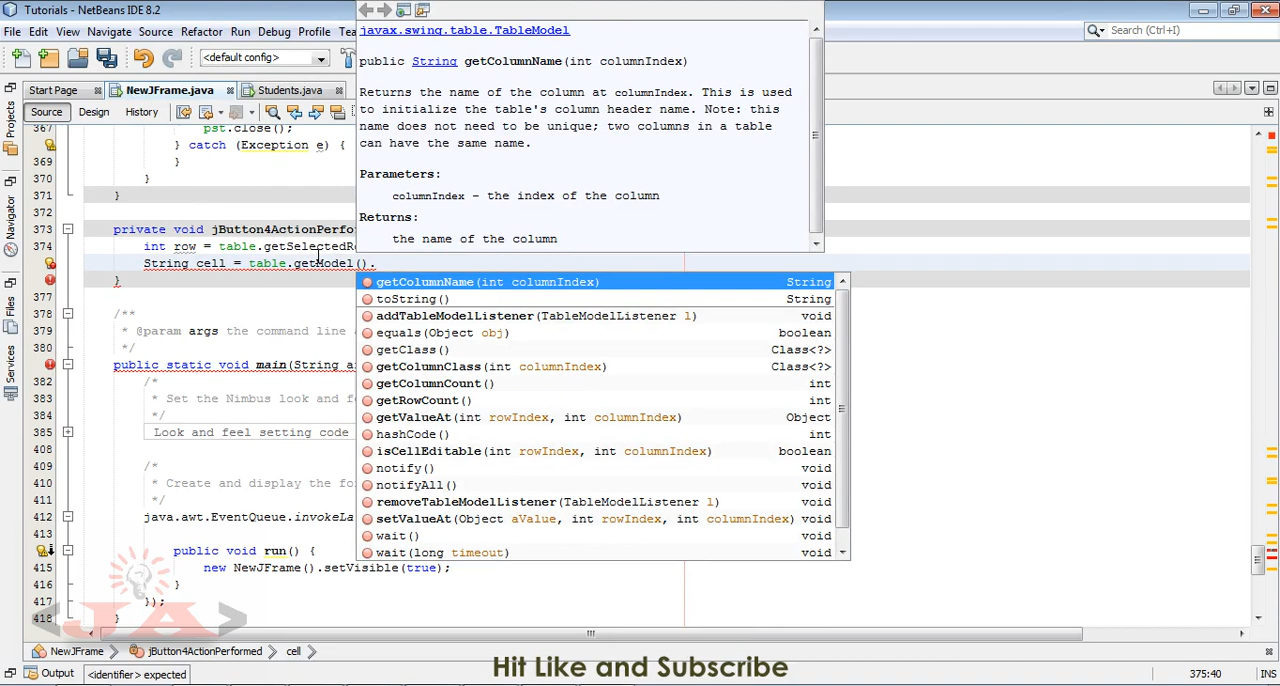 Tutorials - NetBeans IDE 8.2
File Edit View Navigate Source Refactor Run Debug Profile
Search (Ctrl+I)
<default config>
Start Page
NewJFrame.java
Students.java
Source Design History
javax.swing.table.TableModel
public String getColumnName(int columnIndex)
Returns the name of the column at columnIndex. This is used
to initialize the table's column header name. Note: this
name does not need to be unique; two columns in a table
can have the same name.
Parameters:
columnIndex - the index of the column
Returns:
the name of the column
Projects
Navigator
Files
Services
367 pst.close();
} catch (Exception e) {
369 }
370 }
371 }
372
373 private void jButton4ActionPerfor
374 int row = table.getSelectedR
String cell = table.getModel().
}
377
378 /**
379 * @param args the command line
380 */
public static void main(String a
382 /*
383 * Set the Nimbus look and f
384 */
385 Look and feel setting code
408
409 /*
410 * Create and display the fo
411 */
412 java.awt.EventQueue.invokeLa
413
public void run() {
415 new NewJFrame().setVisible(true);
416 }
417 });
418 }
getColumnName(int columnIndex) String
toString() String
addTableModelListener(TableModelListener l) void
equals(Object obj) boolean
getClass() Class<?>
getColumnClass(int columnIndex) Class<?>
getColumnCount() int
getRowCount() int
getValueAt(int rowIndex, int columnIndex) Object
hashCode() int
isCellEditable(int rowIndex, int columnIndex) boolean
notify() void
notifyAll() void
removeTableModelListener(TableModelListener l) void
setValueAt(Object aValue, int rowIndex, int columnIndex) void
wait() void
wait(long timeout) void
<JA>
NewJFrame jButton4ActionPerformed cell
Output <identifier> expected
Hit Like and Subscribe
375:40 INS